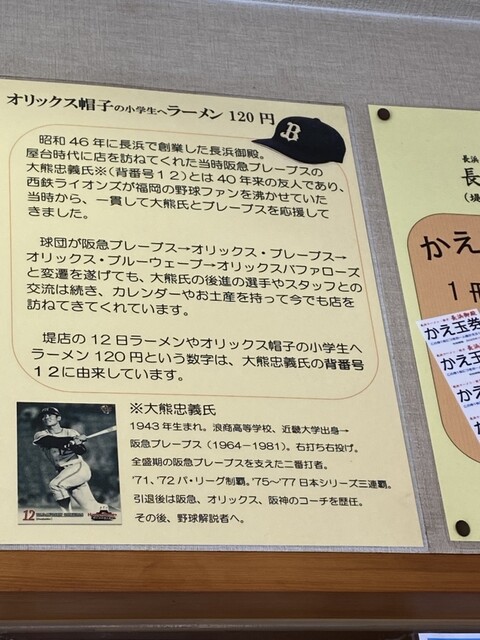 オリックス帽子の小学生へラーメン 120 円
B
昭和46年に長浜で創業した長浜御殿。
屋台時代に店を訪ねてくれた当時阪急ブレーブスの
大熊忠義氏※(背番号12)とは40年来の友人であり、
西鉄ライオンズが福岡の野球ファンを沸かせていた
当時から、一貫して大熊氏とブレーブスを応援して
きました。
球団が阪急ブレーブス→オリックス・ブレーブス→
オリックス・ブルーウェーブ→オリックスバファローズ
と変遷を遂げても、大熊氏の後進の選手やスタッフとの
交流は続き、カレンダーやお土産を持って今でも店を
訪ねてきてくれています。
堤店の12日ラーメンやオリックス帽子の小学生へ
ラーメン120円という数字は、大熊忠義氏の背番号
12に由来しています。
※大熊忠義氏
1943年生まれ。浪商高等学校、近畿大学出身→
阪急ブレーブス(1964-1981)。右打ち右投げ。
全盛期の阪急ブレーブスを支えた二番打者。
'71、'72パ・リーグ制覇。'75~'77日本シリーズ三連覇。
引退後は阪急、オリックス、阪神のコーチを歴任。
その後、野球解説者へ。
12
長浜
長
(堤
かえ
1冊
長浜御殿
かえ玉券
かえ玉
かえ玉
かえ